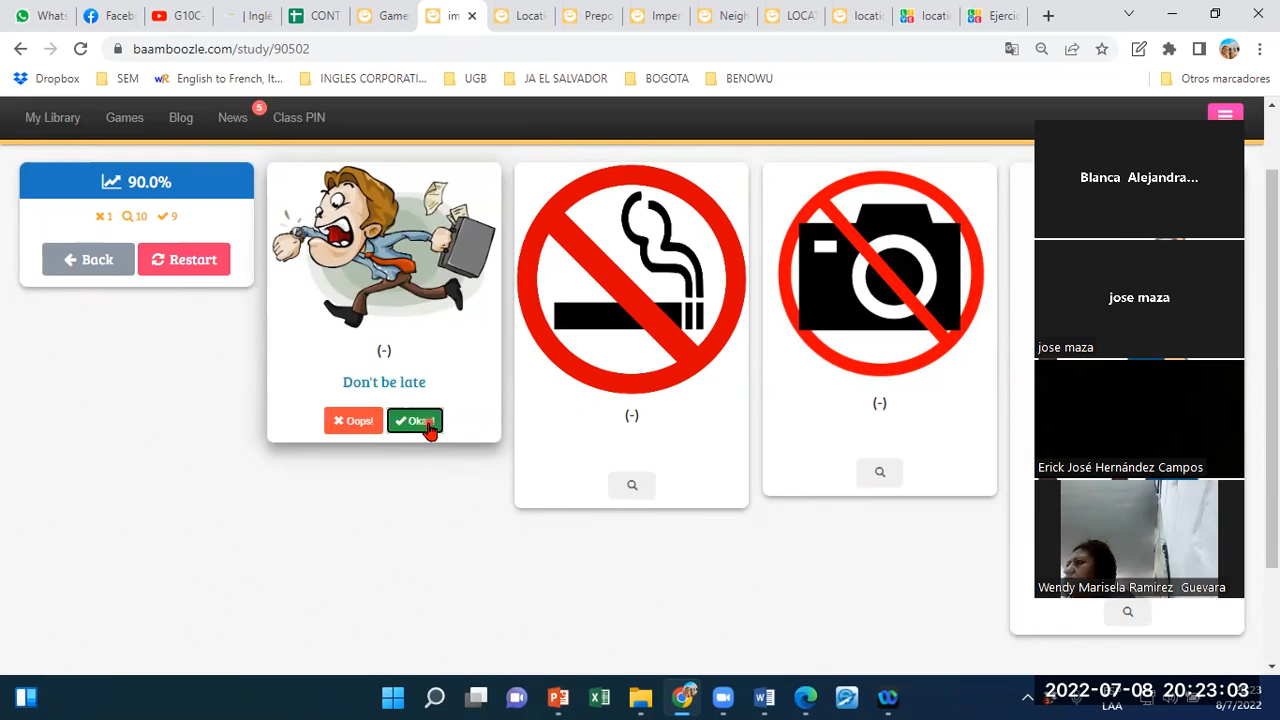 Whats
Faceb
G10C-
Inglé
CONT
Game
im
Locati
Prepo
Imper
Neigh
LOCAT
locatio
locatio
Ejercic
baamboozle.com/study/90502
Dropbox
SEM
English to French, It...
INGLES CORPORATI...
UGB
JA EL SALVADOR
BOGOTA
BENOWU
Otros marcadores
My Library
Games
Blog
News
5
Class PIN
90.0%
1
10
9
Back
Restart
(-)
Don't be late
Oops!
(-)
(-)
Blanca Alejandra...
jose maza
jose maza
Erick José Hernández Campos
Wendy Marisela Ramirez Guevara
2022-07-08 20:23:03
LAA
8/7/2022